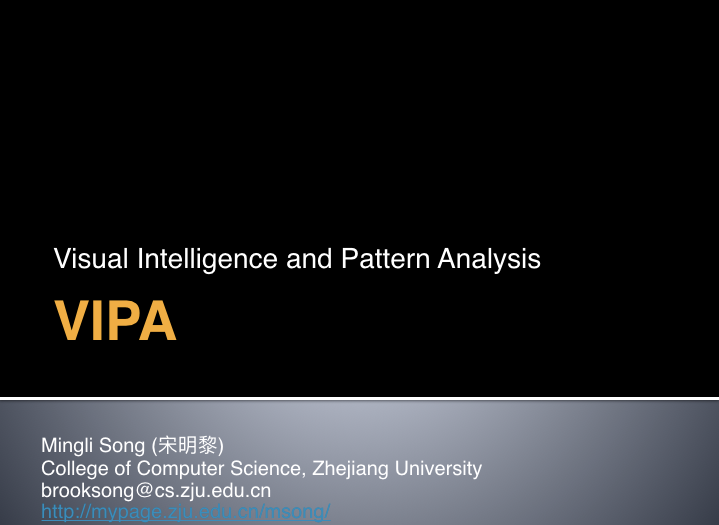 Visual Intelligence and Pattern Analysis
VIPA
Mingli Song (宋明黎)
College of Computer Science, Zhejiang University
brooksong@cs.zju.edu.cn
http://mypage.zju.edu.cn/msong/